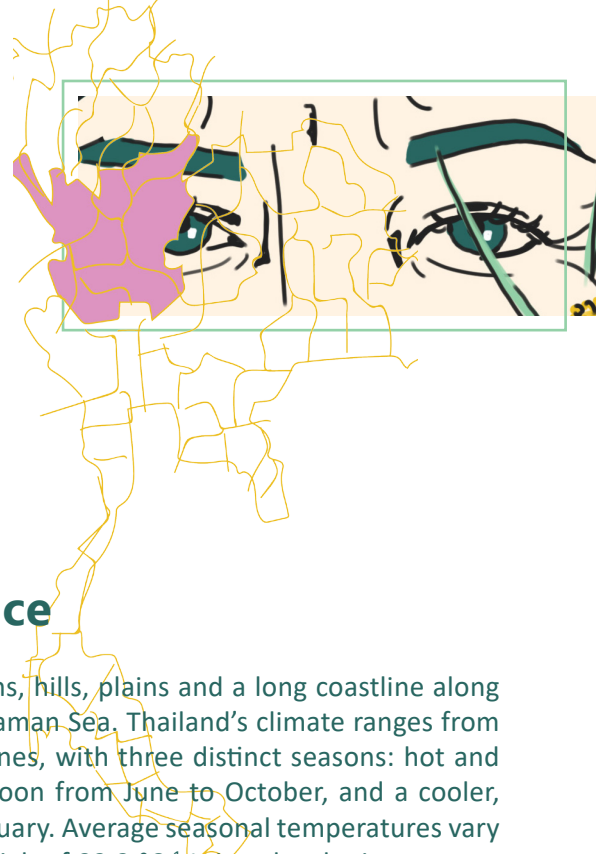 ce
ns, hills, plains and a long coastline along
aman Sea. Thailand’s climate ranges from
nes, with three distinct seasons: hot and
oon from June to October, and a cooler,
uary. Average seasonal temperatures vary